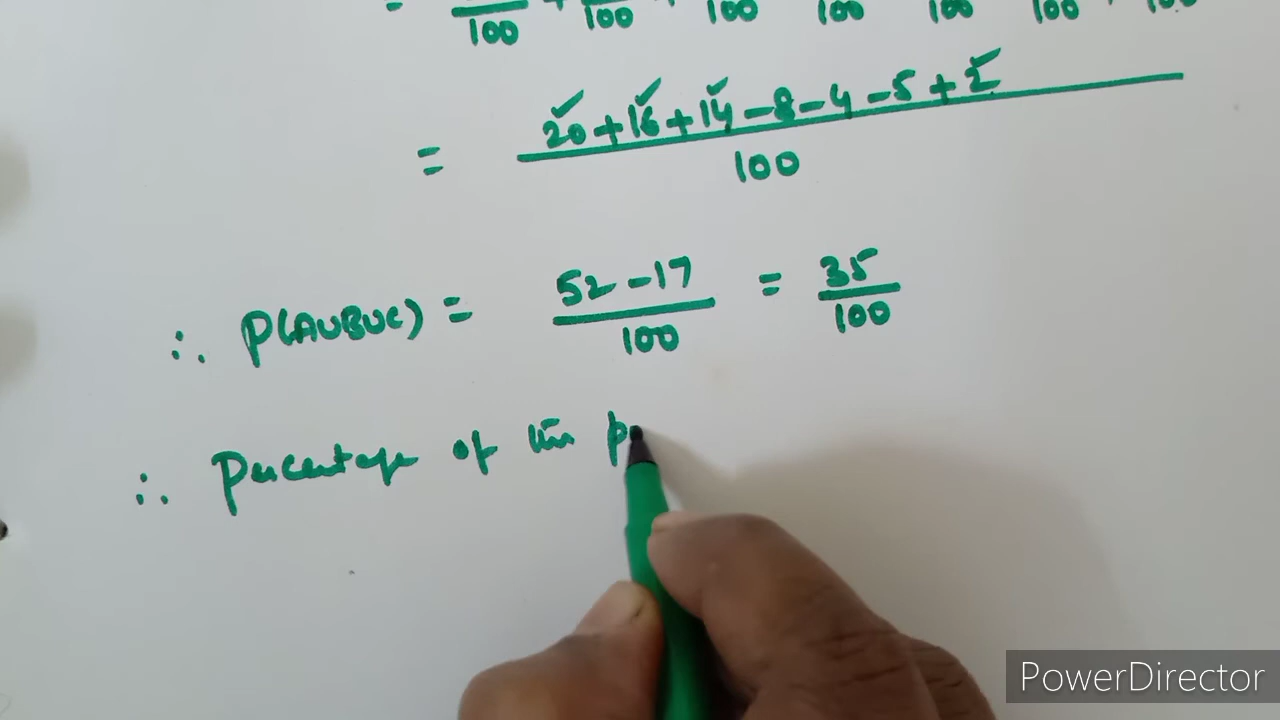 = /100 + /100 + /100 /100 /100 /100 + /100
= 20+16+14-8-4-5+2 / 100
∴ P(AUBUC) = 52-17/100 = 35/100
∴ Percentage of the p
PowerDirector